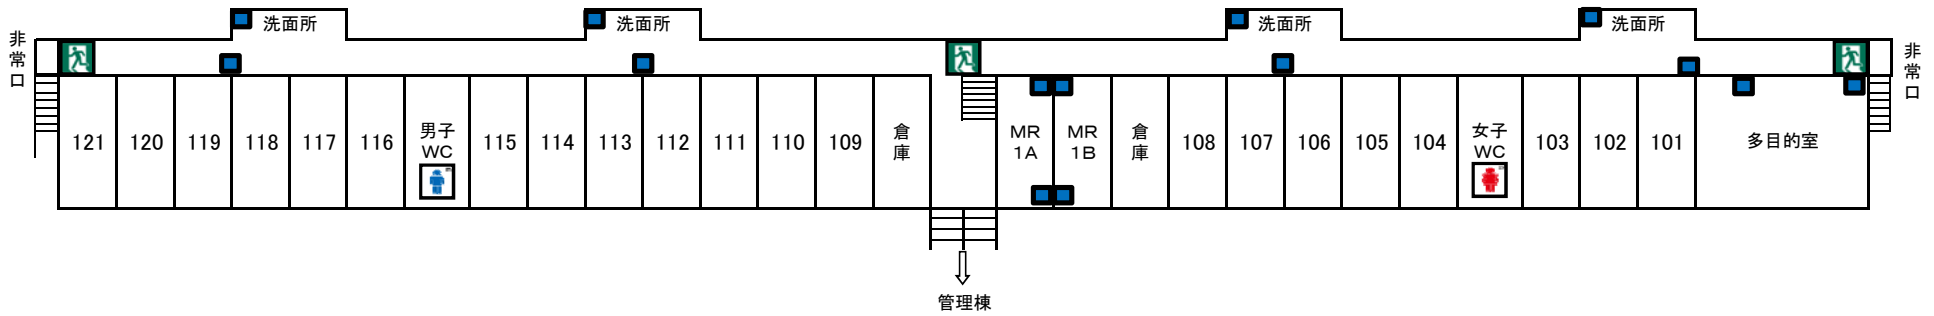 洗面所
洗面所
洗面所
洗面所
非常口
非常口
121
120
119
118
117
116
男子
WC
115
114
113
112
111
110
109
倉庫
MR
1A
MR
1B
倉庫
108
107
106
105
104
女子
WC
103
102
101
多目的室
管理棟